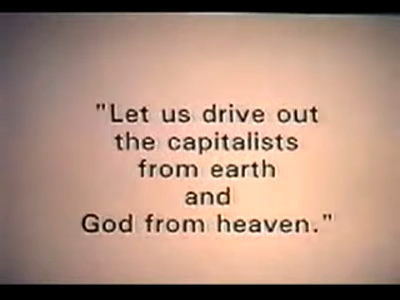 "Let us drive out
the capitalists
from earth
and
God from heaven."